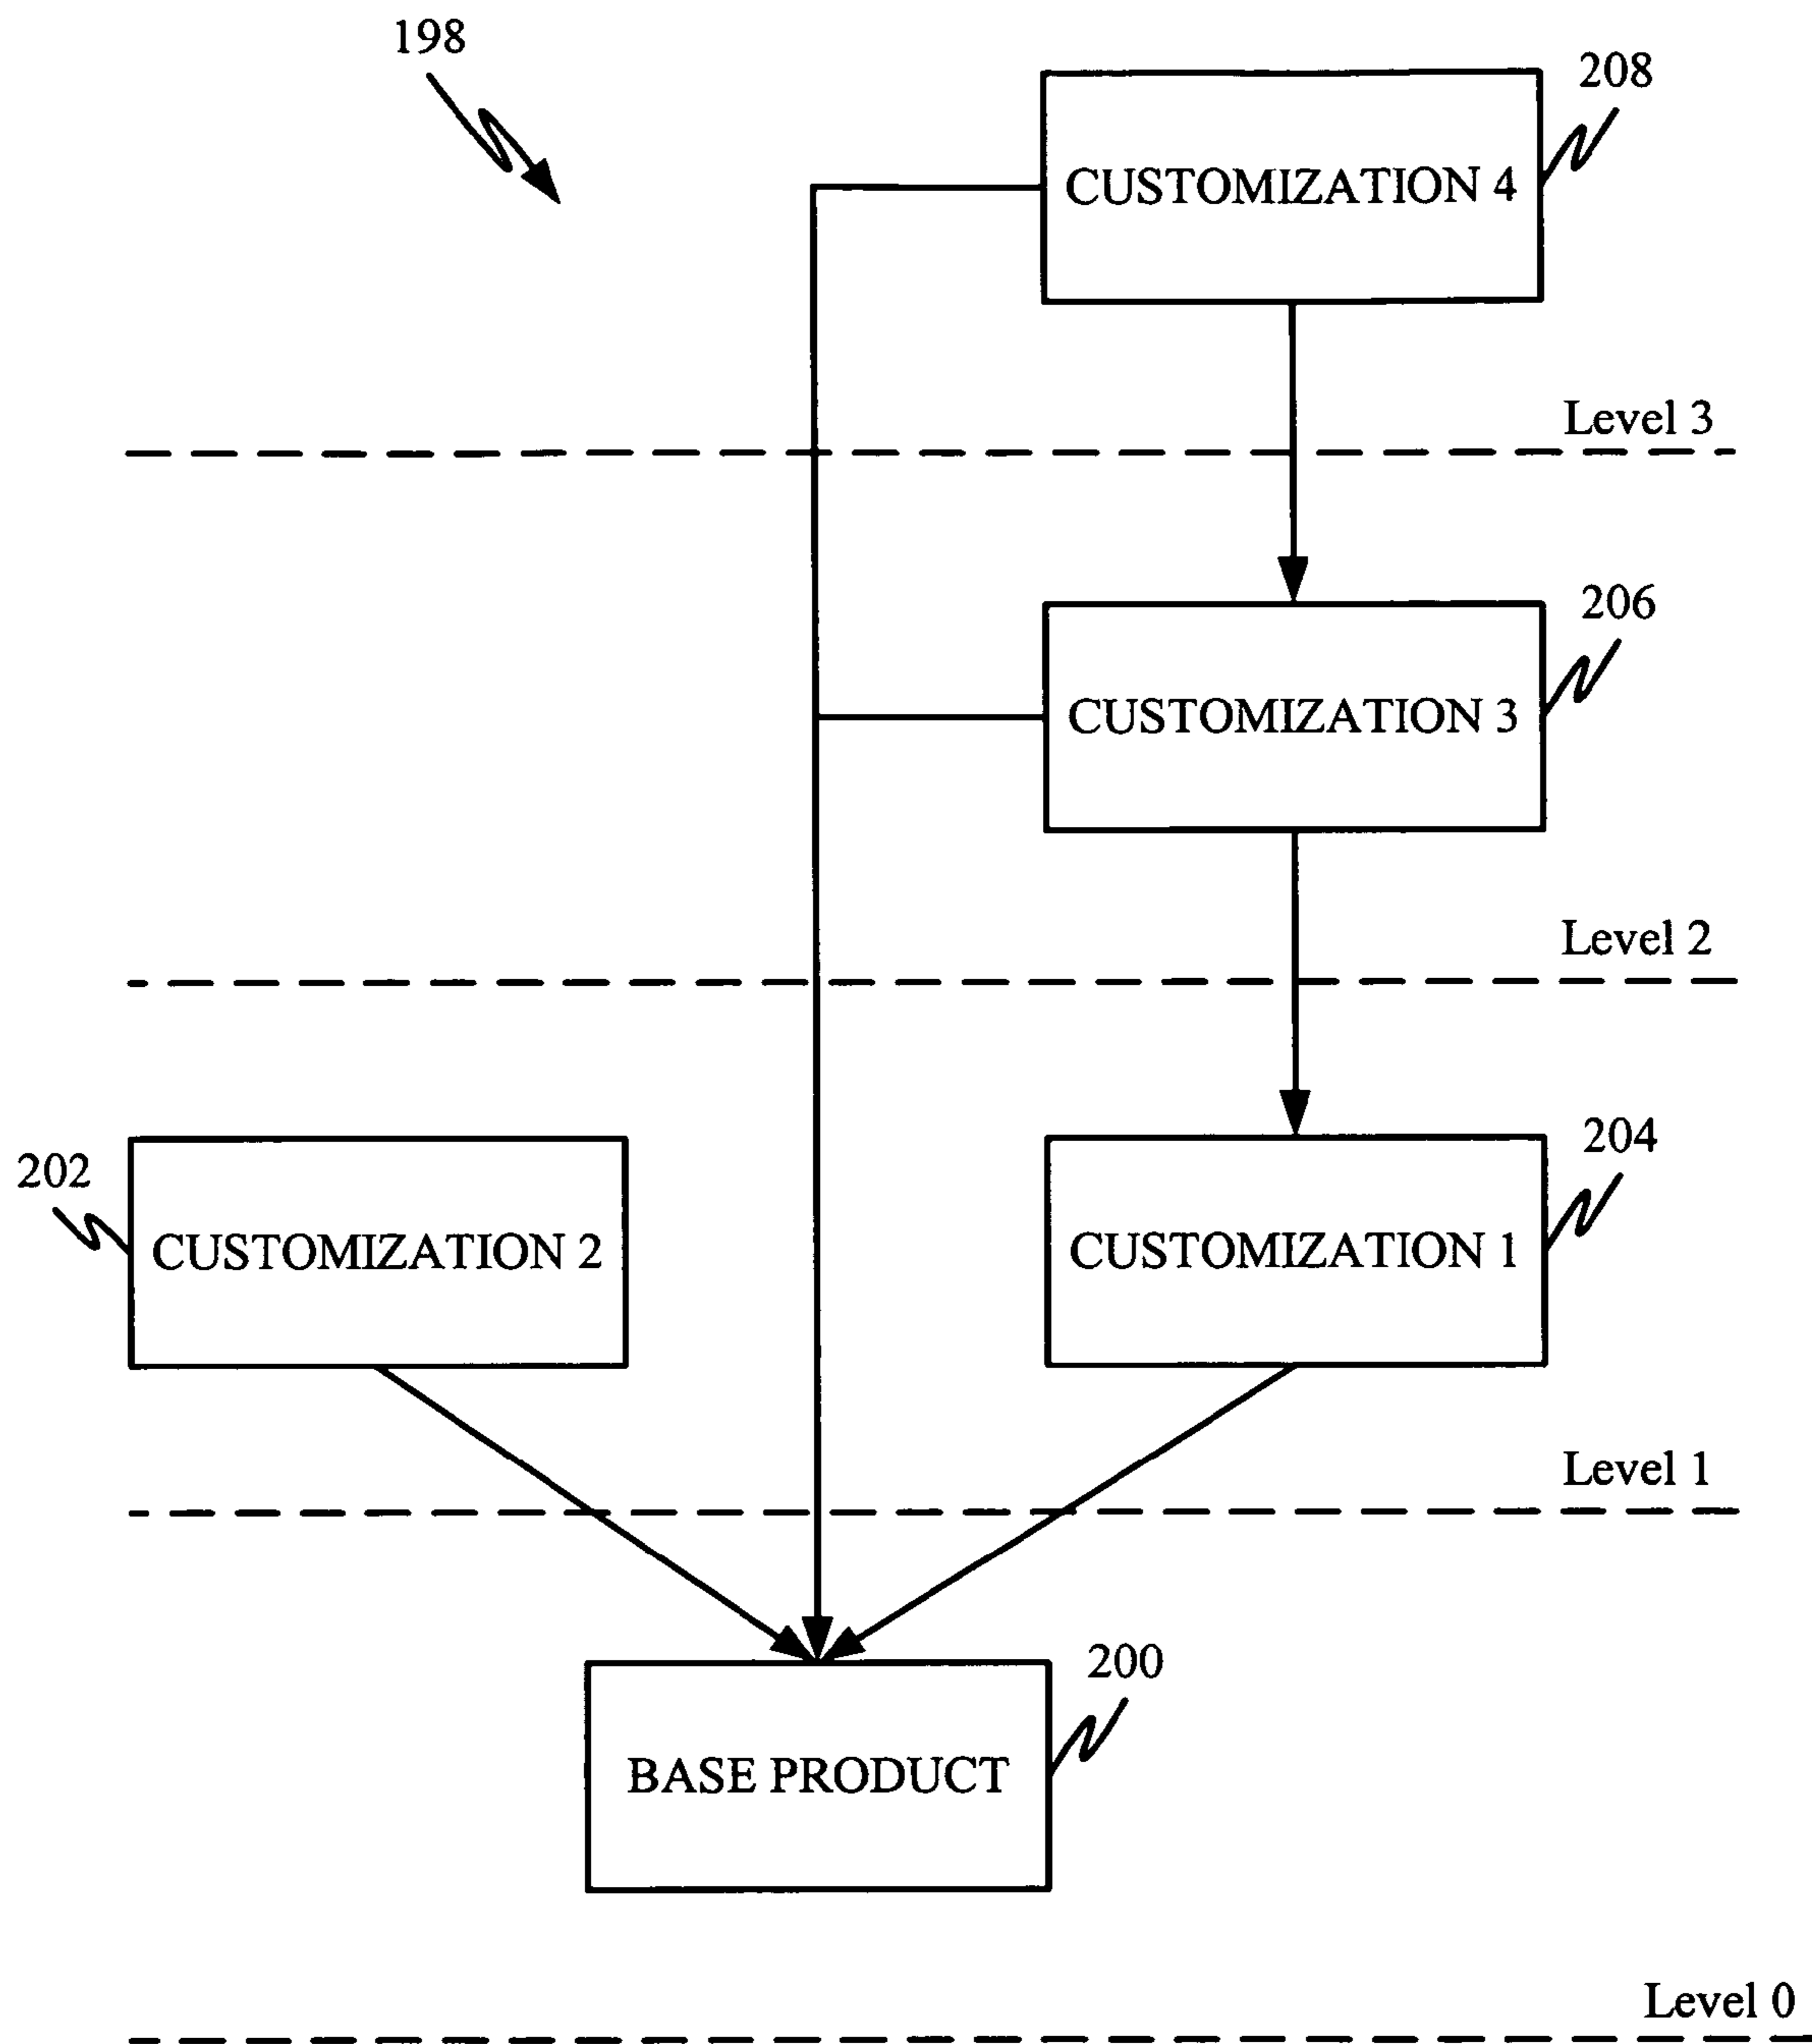 198
208
CUSTOMIZATION 4
Level 3
206
CUSTOMIZATION 3
Level 2
204
202
CUSTOMIZATION 2
CUSTOMIZATION 1
Level 1
200
BASE PRODUCT
Level 0